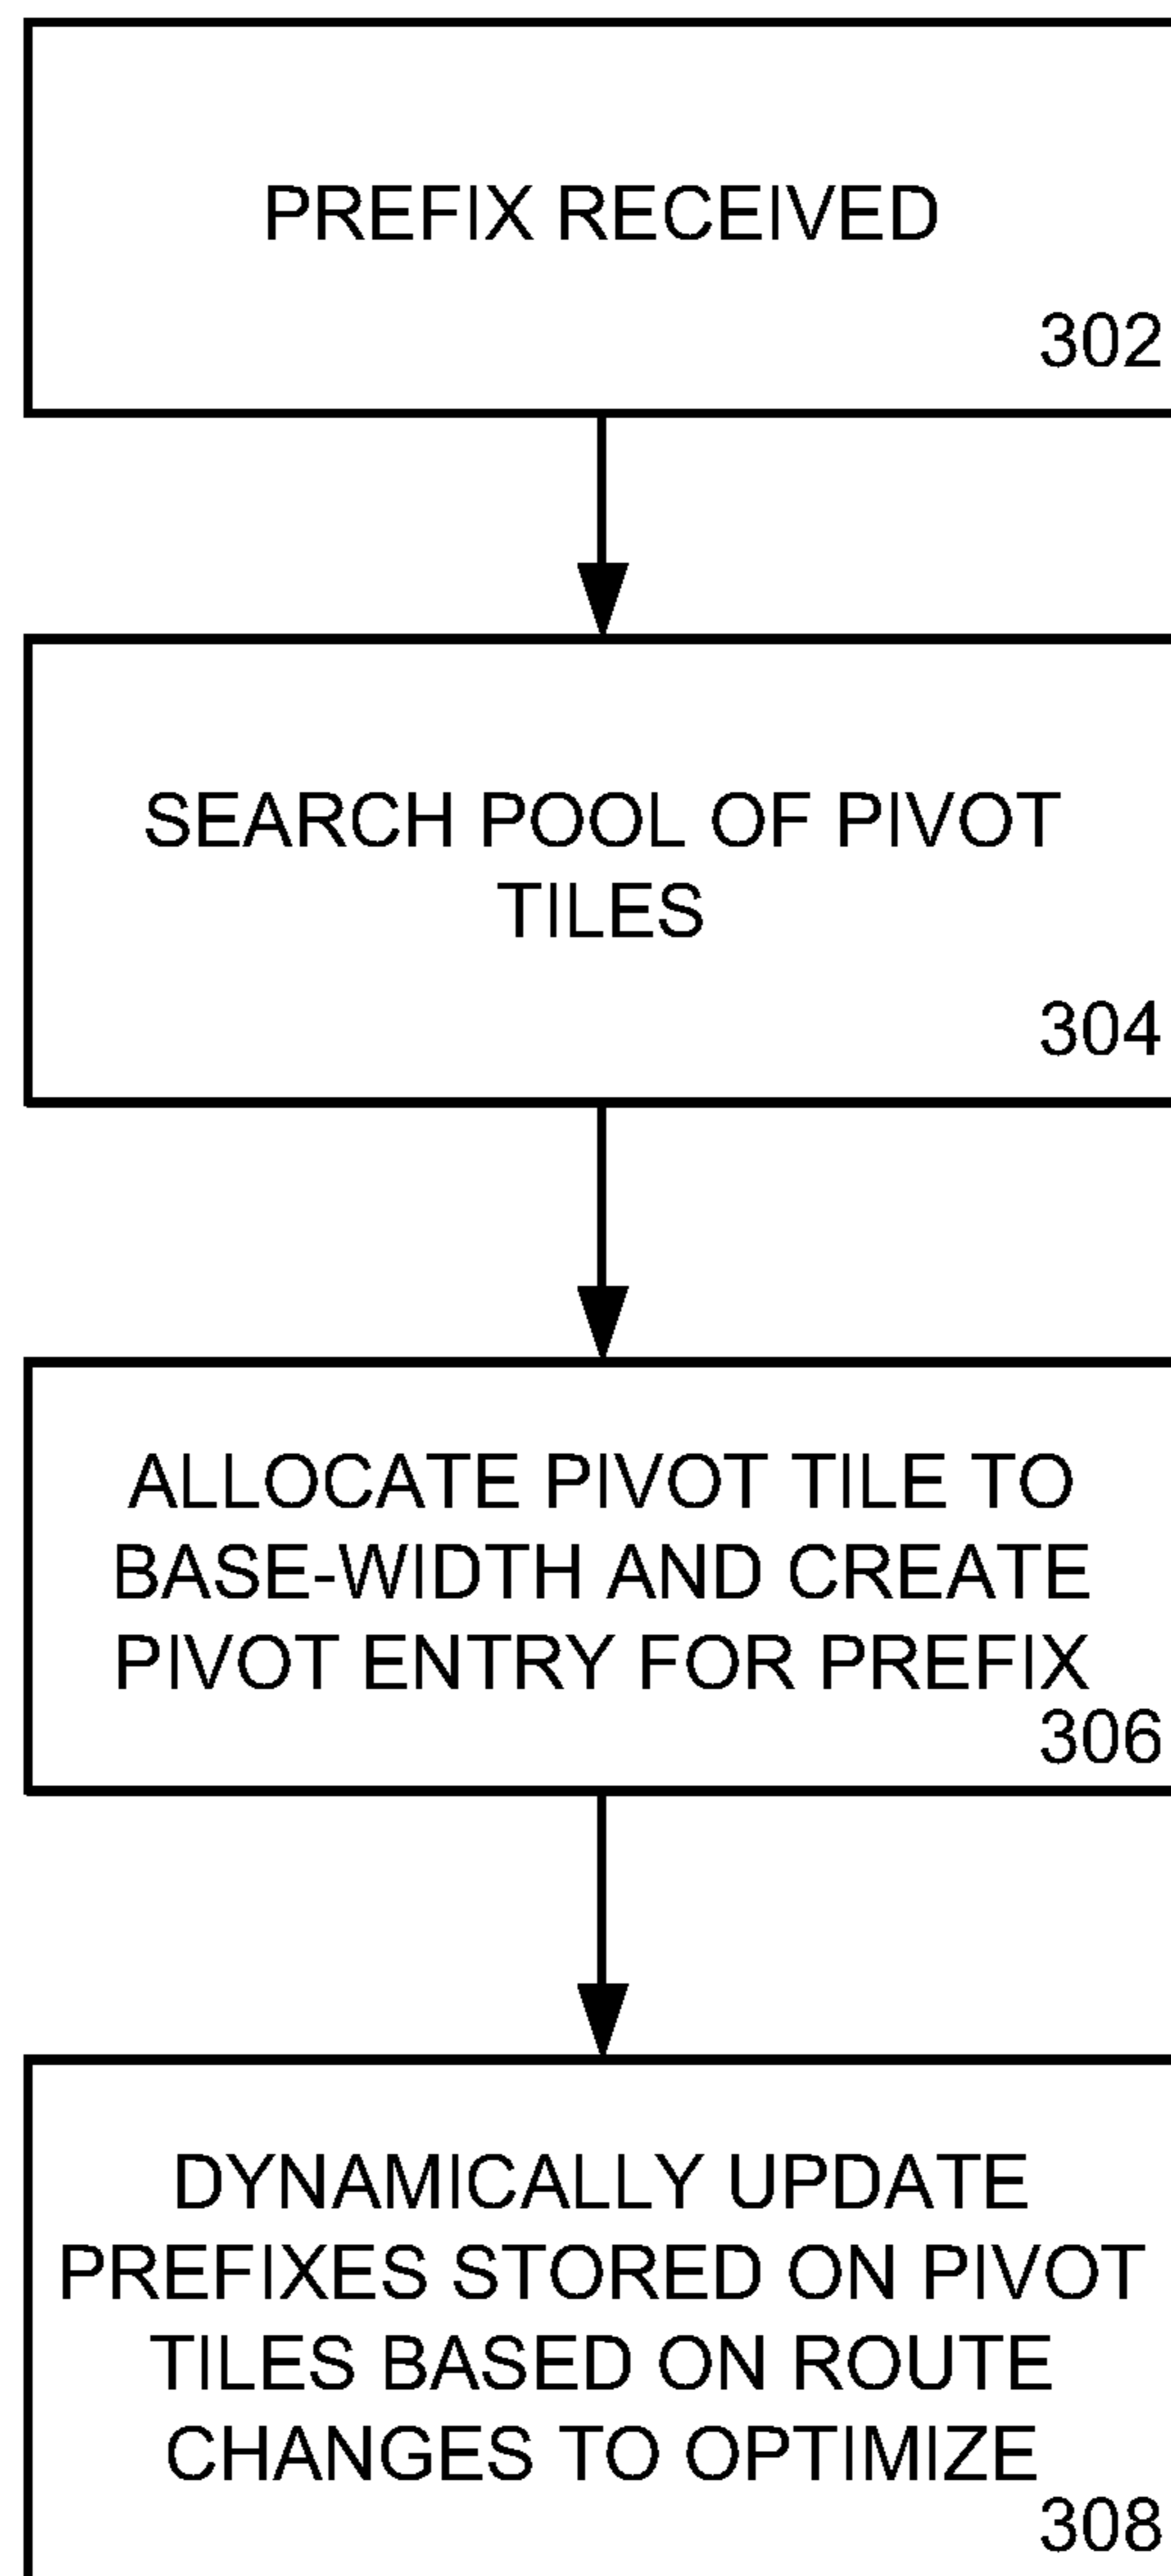 PREFIX RECEIVED
302
SEARCH POOL OF PIVOT
TILES
304
ALLOCATE PIVOT TILE TO
BASE-WIDTH AND CREATE
PIVOT ENTRY FOR PREFIX
306
DYNAMICALLY UPDATE
PREFIXES STORED ON PIVOT
TILES BASED ON ROUTE
CHANGES TO OPTIMIZE
308